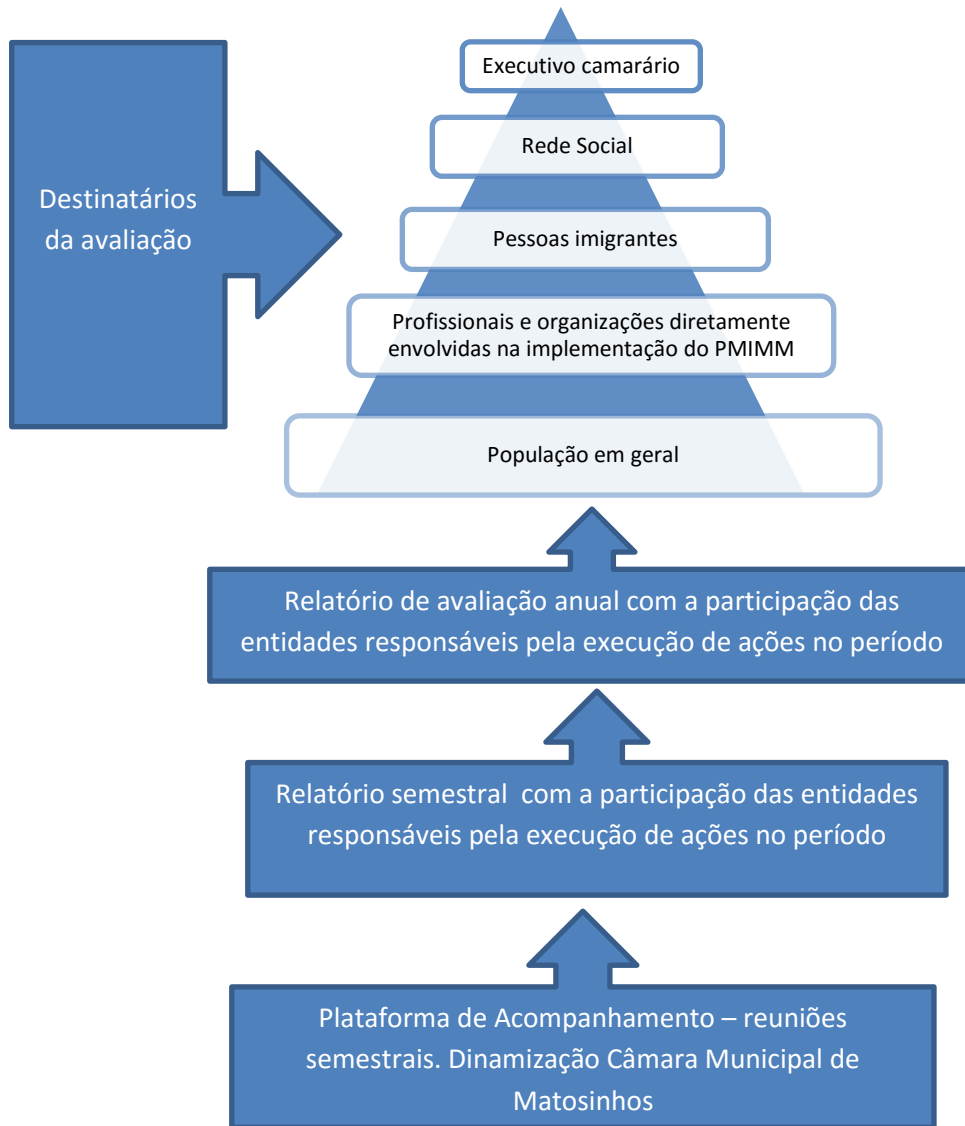 Executivo camarário
Rede Social
Destinatários
da avaliação
Pessoas imigrantes
Profissionais e organizações diretamente
envolvidas na implementação do PMIMM
População em geral
Relatório de avaliação anual com a participação das
entidades responsáveis pela execução de ações no período
Relatório semestral com a participação das entidades
responsáveis pela execução de ações no período
Plataforma de Acompanhamento – reuniões
semestrais. Dinamização Câmara Municipal de
Matosinhos